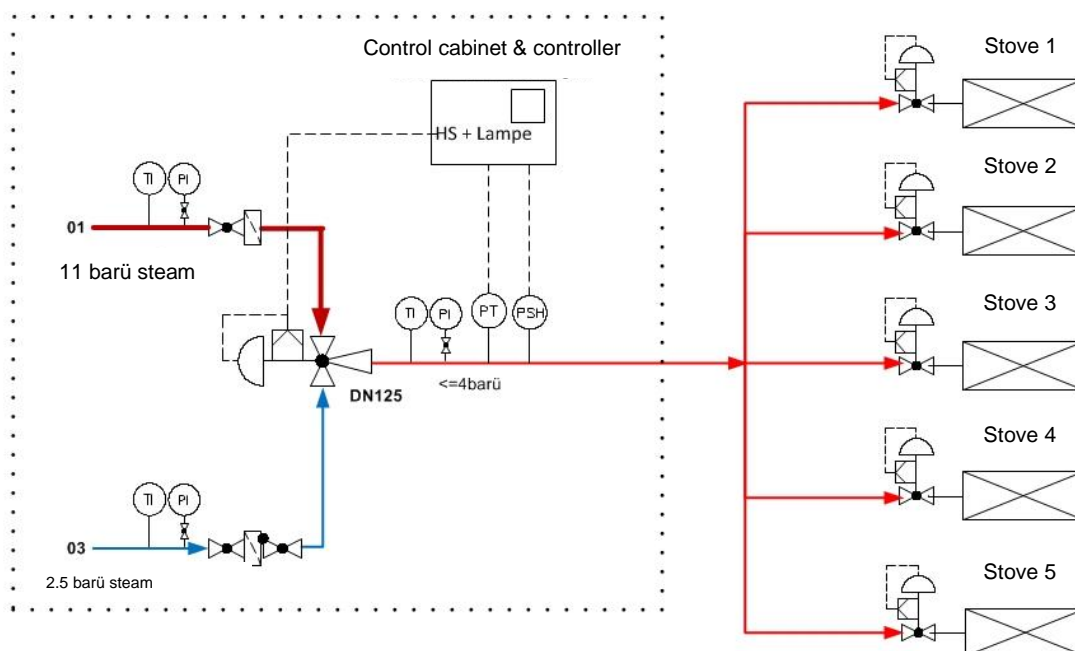 Control cabinet & controller
HS + Lampe
TI
PI
01
11 barü steam
TI
PI
PT
PSH
DN125
<=4barü
TI
PI
03
2.5 barü steam
Stove 1
Stove 2
Stove 3
Stove 4
Stove 5